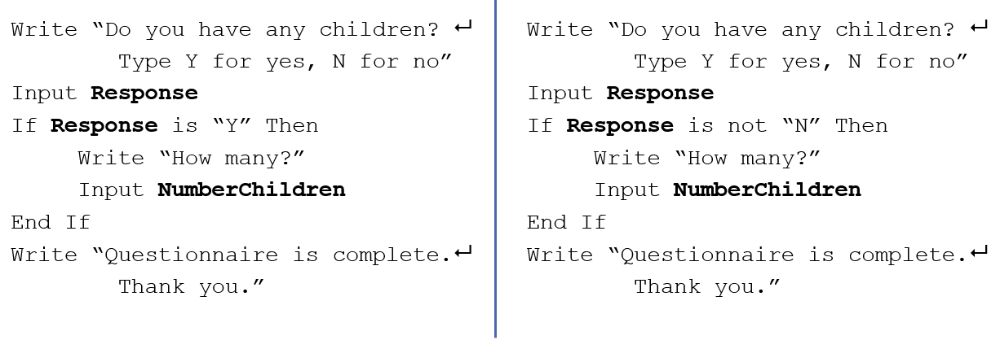 Write “Do you have any children? ↵
Type Y for yes, N for no”
Input Response
If Response is “Y” Then
Write “How many?”
Input NumberChildren
End If
Write “Questionnaire is complete.↵
Thank you.”
Write “Do you have any children? ↵
Type Y for yes, N for no”
Input Response
If Response is not “N” Then
Write “How many?”
Input NumberChildren
End If
Write “Questionnaire is complete.↵
Thank you.”